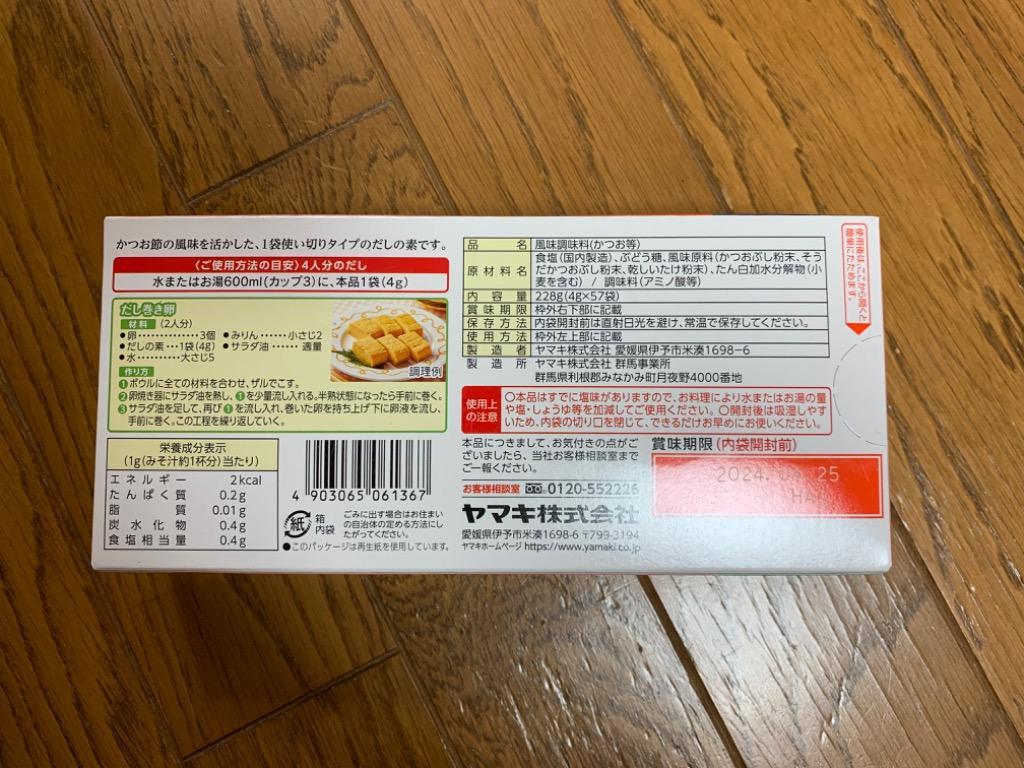 かつお節の風味を活かした、1袋使い切りタイプのだしの素です。
〈ご使用方法の目安〉4人分のだし
水またはお湯600ml(カップ3)に、本品1袋(4g)
だし巻き卵
材料 (2人分)
●卵…………3個 ●みりん……小さじ2
●だしの素…1袋(4g) ●サラダ油……適量
●水…………大さじ5
調理例
作り方
❶ボウルに全ての材料を合わせ、ザルでこす。
❷卵焼き器にサラダ油を熱し、❶を少量流し入れる。半熟状態になったら手前に巻く。
❸サラダ油を足して、再び❶を流し入れ、巻いた卵を持ち上げ下に卵液を流し、
手前に巻く。この工程を繰り返していく。
栄養成分表示
(1g(みそ汁約1杯分)当たり)
エネルギー 2kcal
たんぱく質 0.2g
脂質 0.01g
炭水化物 0.4g
食塩相当量 0.4g
4 903065 061367
紙
箱
内袋
ごみに出す場合はお住まい
の自治体の定める方法にし
たがってください。
●このパッケージは再生紙を使用しています。
品名 風味調味料(かつお等)
原材料名 食塩(国内製造)、ぶどう糖、風味原料(かつおぶし粉末、そう
だかつおぶし粉末、乾しいたけ粉末)、たん白加水分解物(小
麦を含む) / 調味料(アミノ酸等)
内容量 228g(4g×57袋)
賞味期限 枠外右下部に記載
保存方法 内袋開封前は直射日光を避け、常温で保存してください。
使用方法 枠外左上部に記載
製造者 ヤマキ株式会社 愛媛県伊予市米湊1698-6
製造所 ヤマキ株式会社 群馬事業所
群馬県利根郡みなかみ町月夜野4000番地
使用上
の注意
〇本品はすでに塩味がありますので、お料理により水またはお湯の量
や塩・しょうゆ等を加減してご使用ください。〇開封後は吸湿しやす
いため、内袋の切り口を閉じて、できるだけお早めにお使いください。
本品につきまして、お気付きの点がご
ざいましたら、当社お客様相談室まで
ご一報ください。
お客様相談室 0120-552226
ヤマキ株式会社
愛媛県伊予市米湊1698-6 〒799-3194
ヤマキホームページ https://www.yamaki.co.jp
賞味期限(内袋開封前)
2024. 25
HA
使用後は、ここから開くと
簡単にたためます。